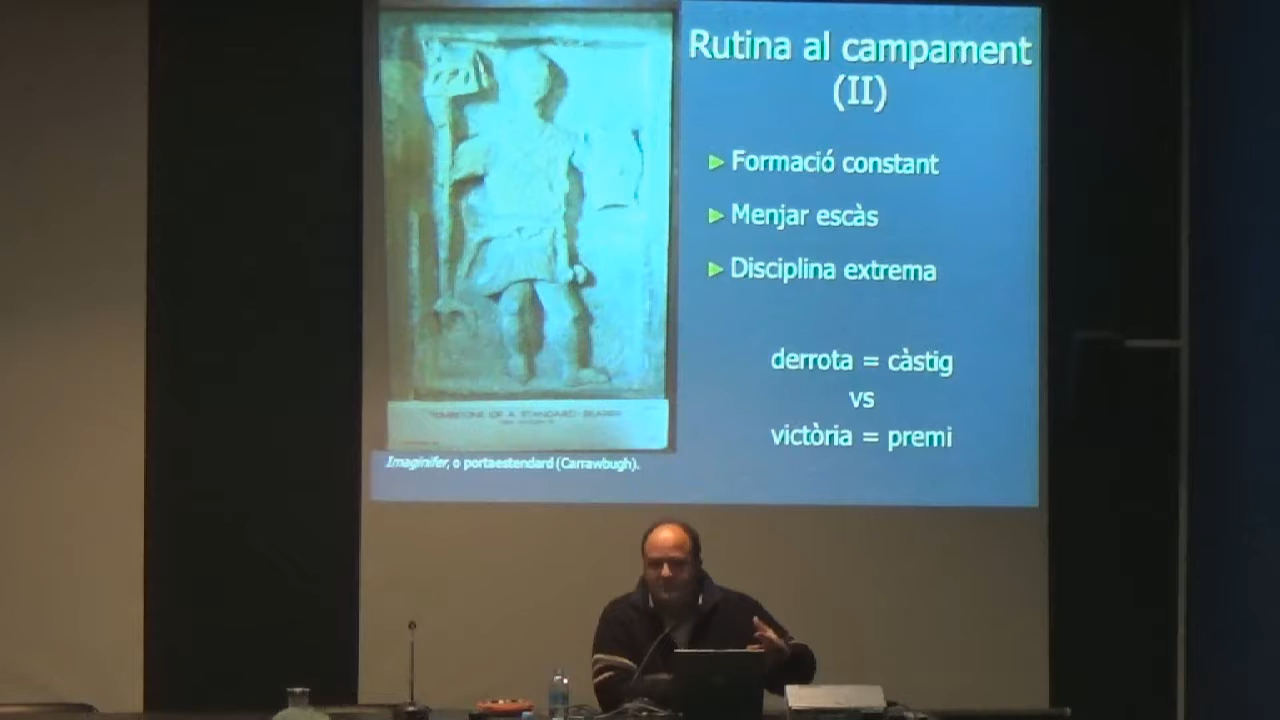 Rutina al campament
(II)
Formació constant
Menjar escàs
Disciplina extrema
derrota = càstig
vs
victòria = premi
TOMBSTONE OF A STANDARD-BEARER
Imaginifer, o portaestendard (Carrawbugh).